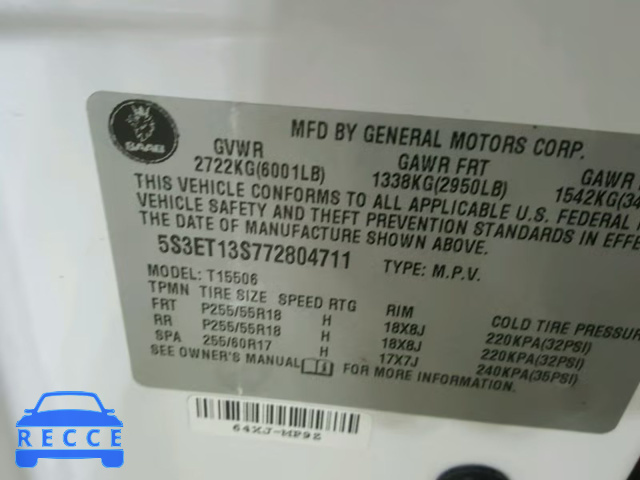 SAAB
MFD BY GENERAL MOTORS CORP.
GVWR GAWR FRT GAWR
2722KG(6001LB) 1338KG(2950LB) 1542KG(34
THIS VEHICLE CONFORMS TO ALL APPLICABLE U.S. FEDERAL
VEHICLE SAFETY AND THEFT PREVENTION STANDARDS IN EFFE
THE DATE OF MANUFACTURE SHOWN ABOVE.
5S3ET13S772804711 TYPE: M.P.V.
MODEL: T15506
TPMN TIRE SIZE SPEED RTG RIM COLD TIRE PRESSUR
FRT P255/55R18 H 18X8J 220KPA(32PSI)
RR P255/55R18 H 18X8J 220KPA(32PSI)
SPA 255/60R17 H 17X7J 240KPA(35PSI)
SEE OWNER'S MANUAL FOR MORE INFORMATION.
64XJ-MP9Z
RECCE